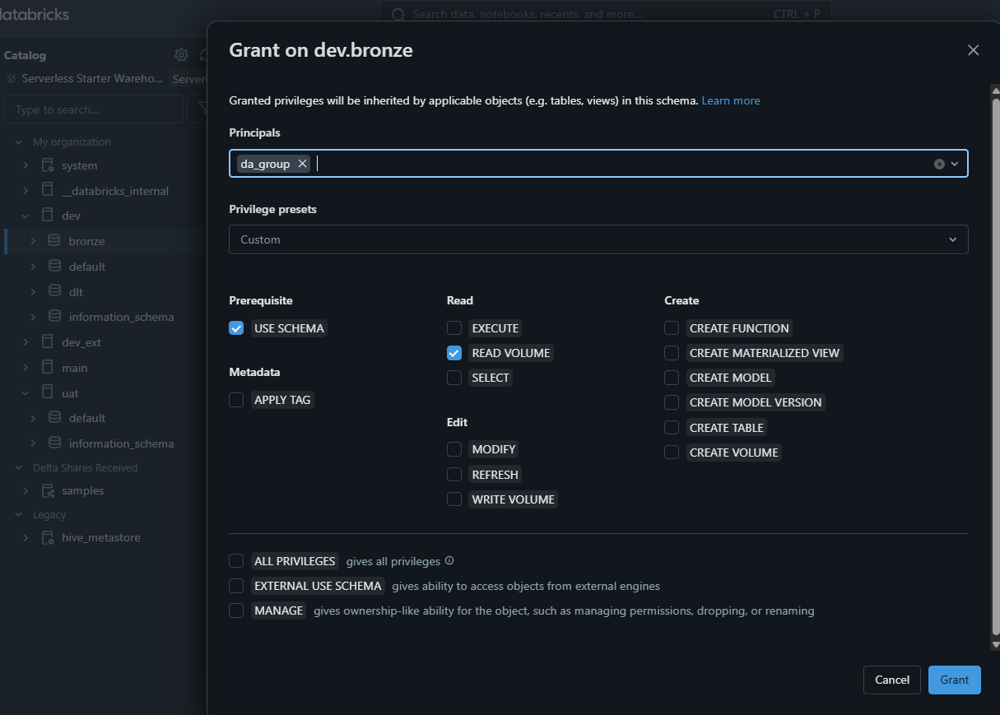 databricks
Search data, notebooks, recents, and more...
CTRL + P
Catalog
Serverless Starter Wareho...
Serverl
Type to search...
My organization
system
__databricks_internal
dev
bronze
default
dlt
information_schema
dev_ext
main
uat
default
information_schema
Delta Shares Received
samples
Legacy
hive_metastore
Grant on dev.bronze
Granted privileges will be inherited by applicable objects (e.g. tables, views) in this schema. Learn more
Principals
da_group
Privilege presets
Custom
Prerequisite
USE SCHEMA
Metadata
APPLY TAG
Read
EXECUTE
READ VOLUME
SELECT
Edit
MODIFY
REFRESH
WRITE VOLUME
Create
CREATE FUNCTION
CREATE MATERIALIZED VIEW
CREATE MODEL
CREATE MODEL VERSION
CREATE TABLE
CREATE VOLUME
ALL PRIVILEGES gives all privileges
EXTERNAL USE SCHEMA gives ability to access objects from external engines
MANAGE gives ownership-like ability for the object, such as managing permissions, dropping, or renaming
Cancel
Grant